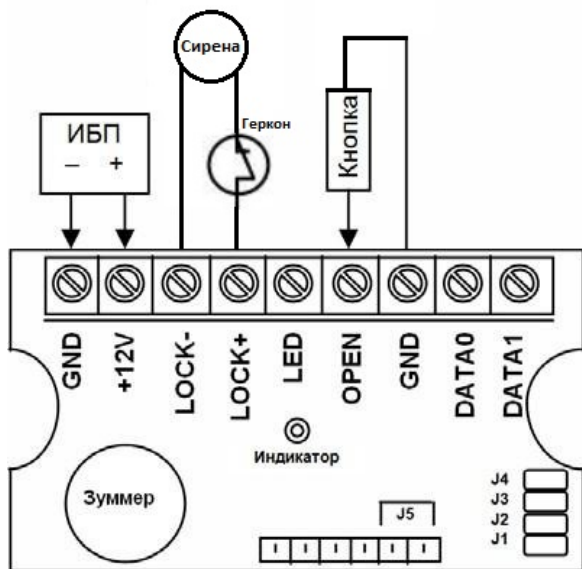 Сирена
Геркон
ИБП
– +
Кнопка
GND
+12V
LOCK-
LOCK+
LED
OPEN
GND
DATA0
DATA1
Индикатор
Зуммер
J5
J4
J3
J2
J1